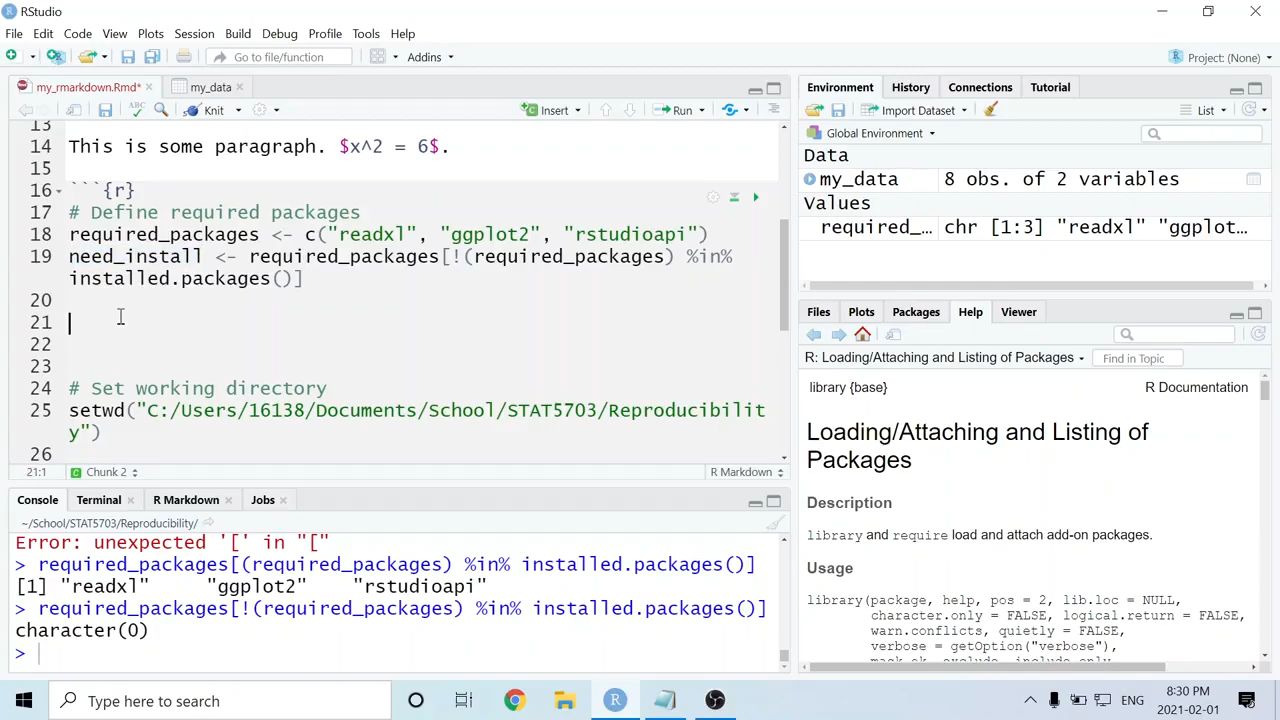 RStudio
File Edit Code View Plots Session Build Debug Profile Tools Help
Go to file/function Addins Project: (None)
my_rmarkdown.Rmd* my_data
ABC Knit Insert Run
13
14 This is some paragraph. $x^2 = 6$.
15
16 ```{r}
17 # Define required packages
18 required_packages <- c("readxl", "ggplot2", "rstudioapi")
19 need_install <- required_packages[!(required_packages) %in%
installed.packages()]
20
21
22
23
24 # Set working directory
25 setwd("C:/Users/16138/Documents/School/STAT5703/Reproducibilit
y")
26
21:1 Chunk 2 R Markdown
Console Terminal R Markdown Jobs
~/School/STAT5703/Reproducibility/
Error: unexpected '[' in "["
> required_packages[(required_packages) %in% installed.packages()]
[1] "readxl" "ggplot2" "rstudioapi"
> required_packages[!(required_packages) %in% installed.packages()]
character(0)
>
Environment History Connections Tutorial
Import Dataset List
Global Environment
Data
my_data 8 obs. of 2 variables
Values
required_… chr [1:3] "readxl" "ggplot…
Files Plots Packages Help Viewer
R: Loading/Attaching and Listing of Packages Find in Topic
library {base} R Documentation
Loading/Attaching and Listing of
Packages
Description
library and require load and attach add-on packages.
Usage
library(package, help, pos = 2, lib.loc = NULL,
character.only = FALSE, logical.return = FALSE,
warn.conflicts, quietly = FALSE,
verbose = getOption("verbose"),
mask.ok, exclude, include.only,
Type here to search
ENG
8:30 PM
2021-02-01